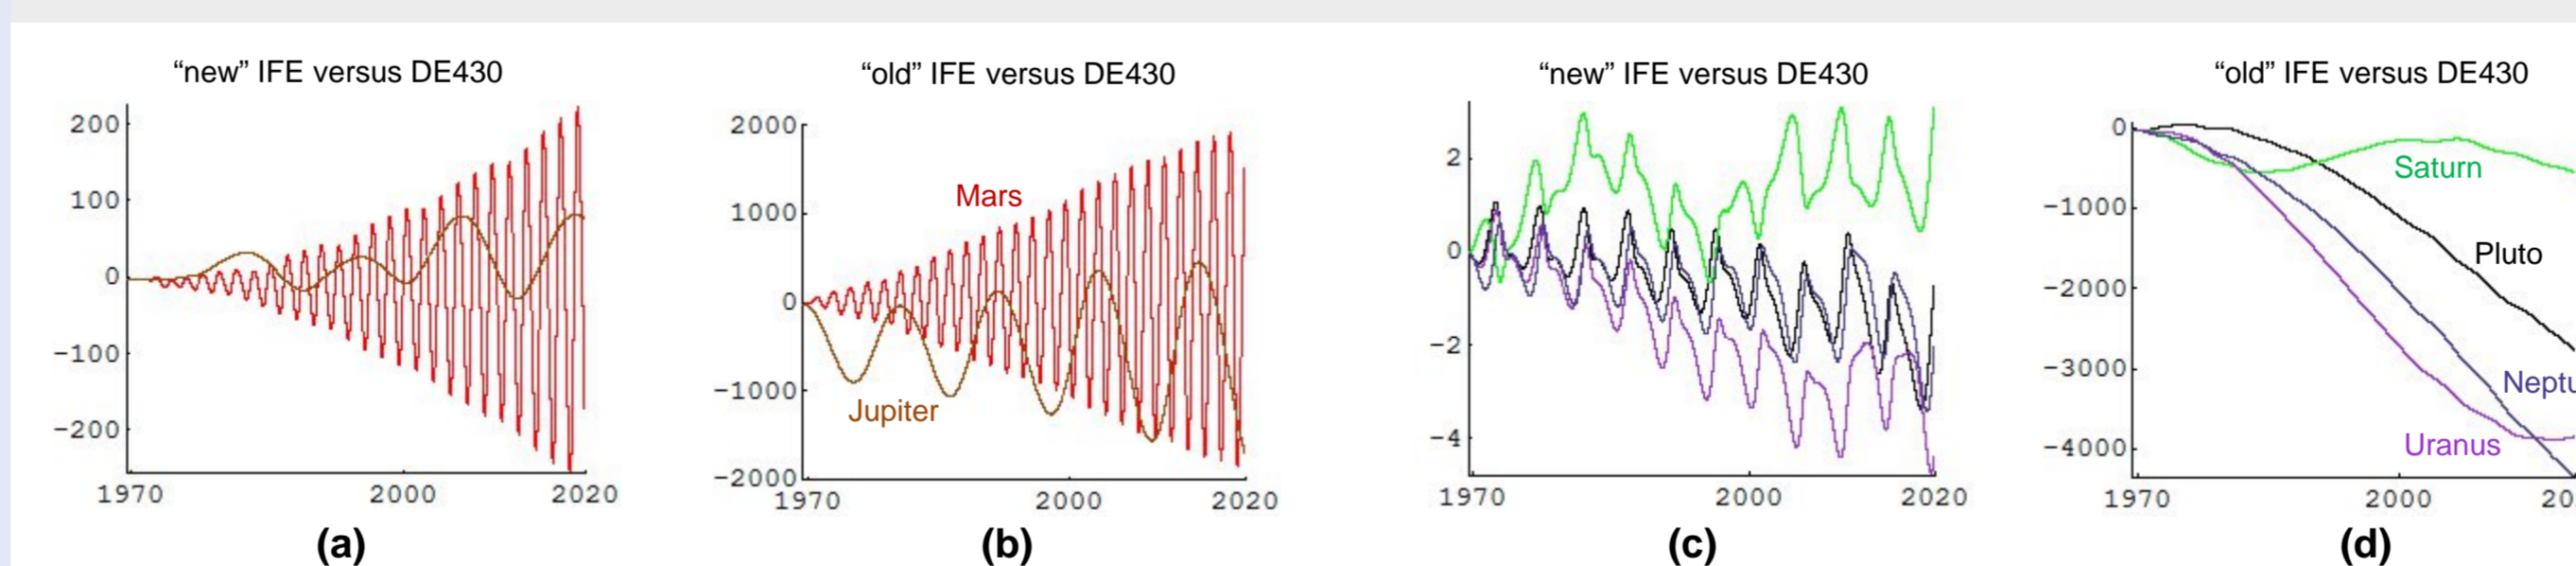 “new” IFE versus DE430
200
100
0
−100
−200
1970
2000
2020
(a)
“old” IFE versus DE430
2000
1000
0
−1000
−2000
Mars
Jupiter
1970
2000
2020
(b)
“new” IFE versus DE430
2
0
−2
−4
1970
2000
2020
(c)
“old” IFE versus DE430
0
−1000
−2000
−3000
−4000
Saturn
Pluto
Neptu
Uranus
1970
2000
20
(d)